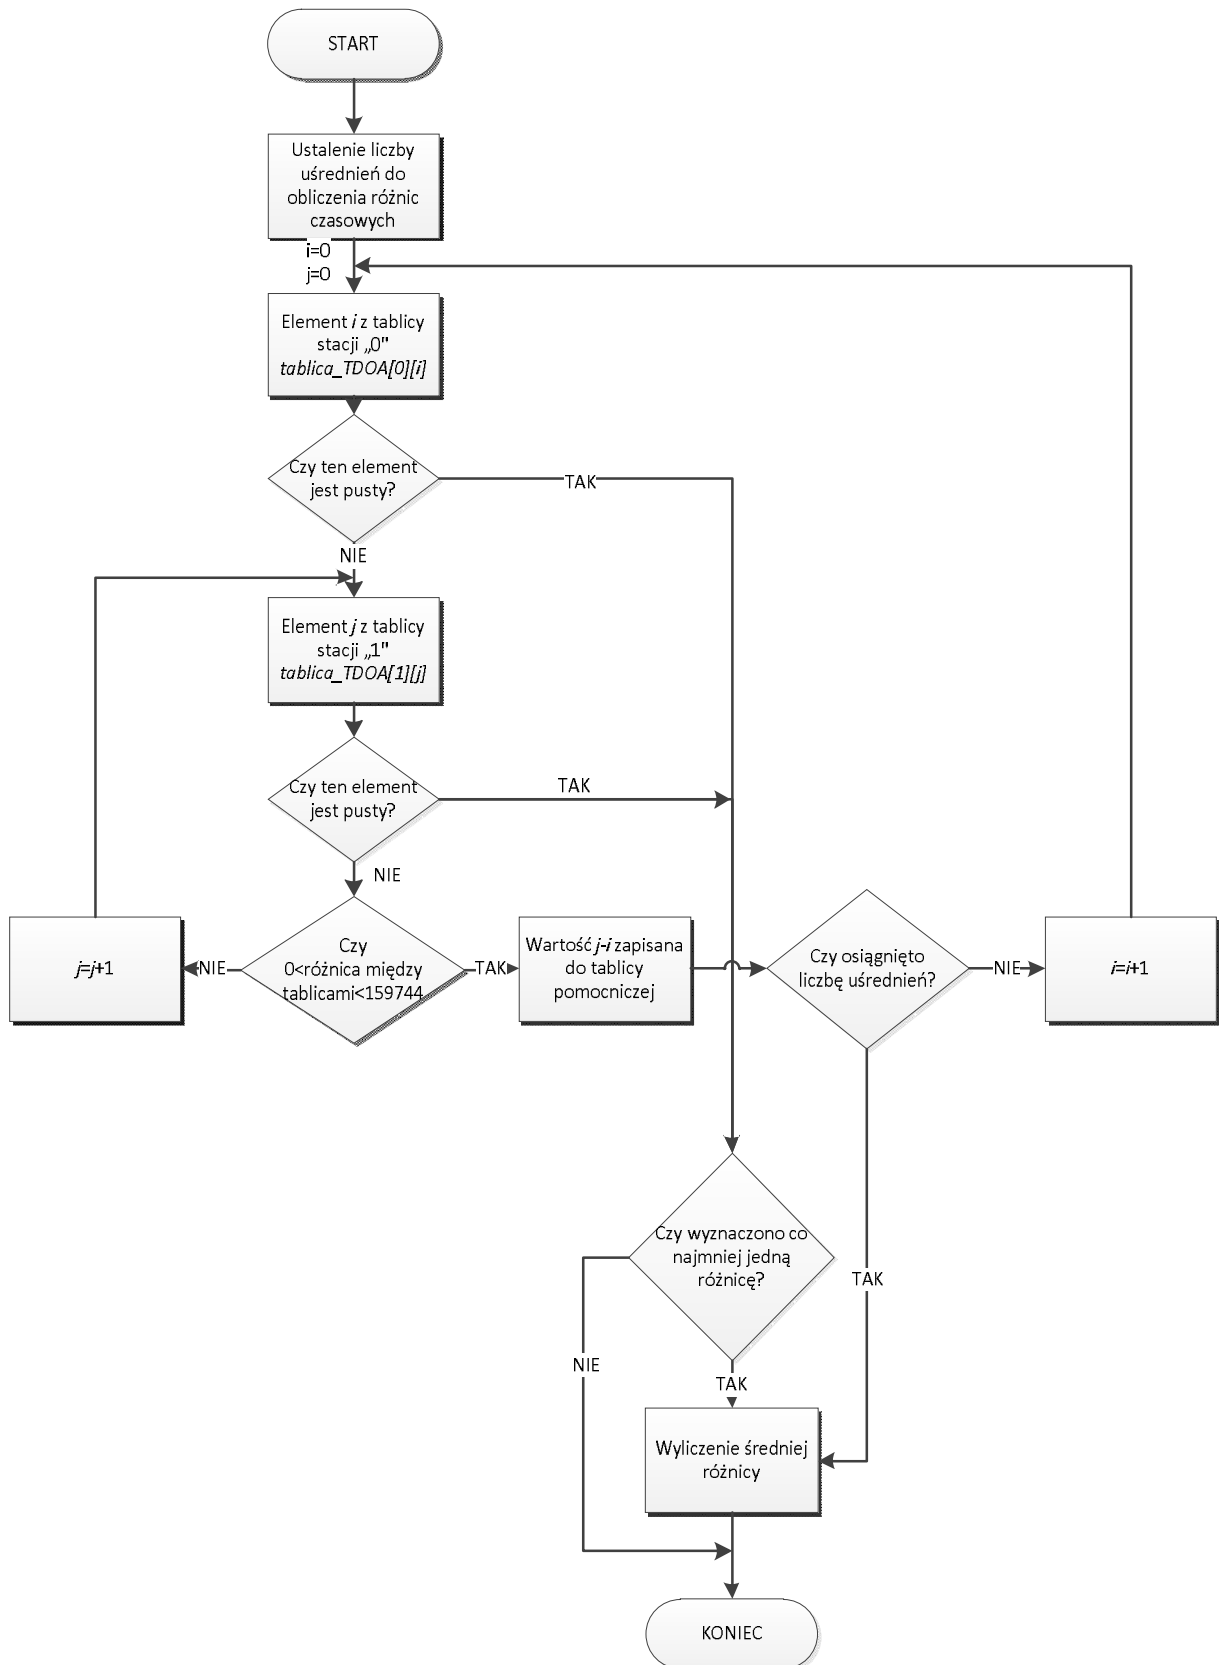 START
Ustalenie liczby
uśrednień do
obliczenia różnic
czasowych
i=0
j=0
Element i z tablicy
stacji „0"
tablica_TDOA[0][i]
Czy ten element
jest pusty?
TAK
NIE
Element j z tablicy
stacji „1"
tablica_TDOA[1][j]
Czy ten element
jest pusty?
TAK
NIE
j=j+1
NIE
Czy
0<różnica między
tablicami<159744
TAK
Wartość j-i zapisana
do tablicy
pomocniczej
Czy osiągnięto
liczbę uśrednień?
NIE
i=i+1
Czy wyznaczono co
najmniej jedną
różnicę?
TAK
NIE
TAK
Wyliczenie średniej
różnicy
KONIEC